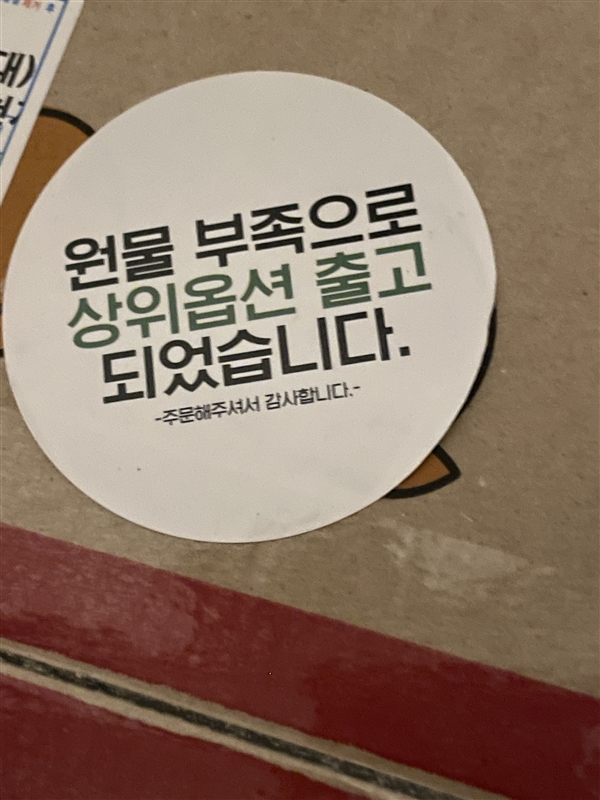 대)
원물 부족으로
상위옵션 출고
되었습니다.
-주문해주셔서 감사합니다.-